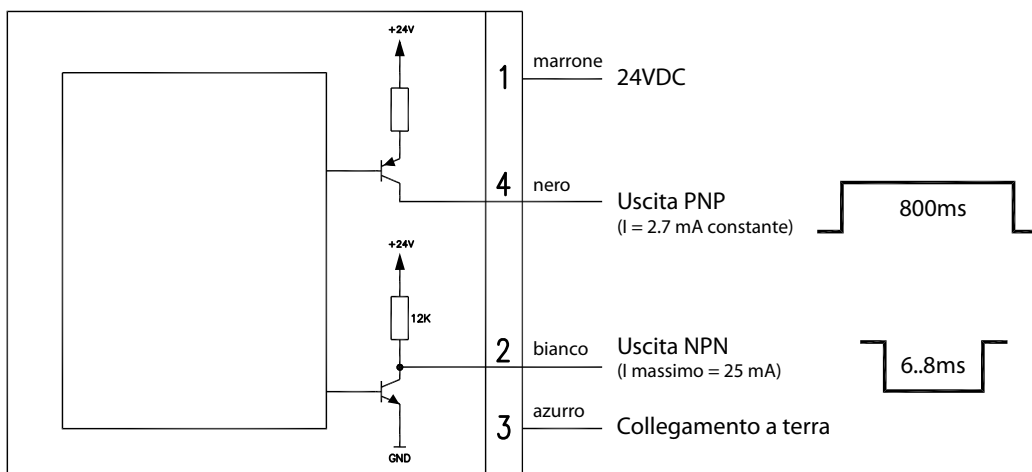 +24V
1 marrone 24VDC
4 nero Uscita PNP
(I = 2.7 mA constante)
800ms
+24V
12K
2 bianco Uscita NPN
(I massimo = 25 mA)
6..8ms
3 azurro Collegamento a terra
GND